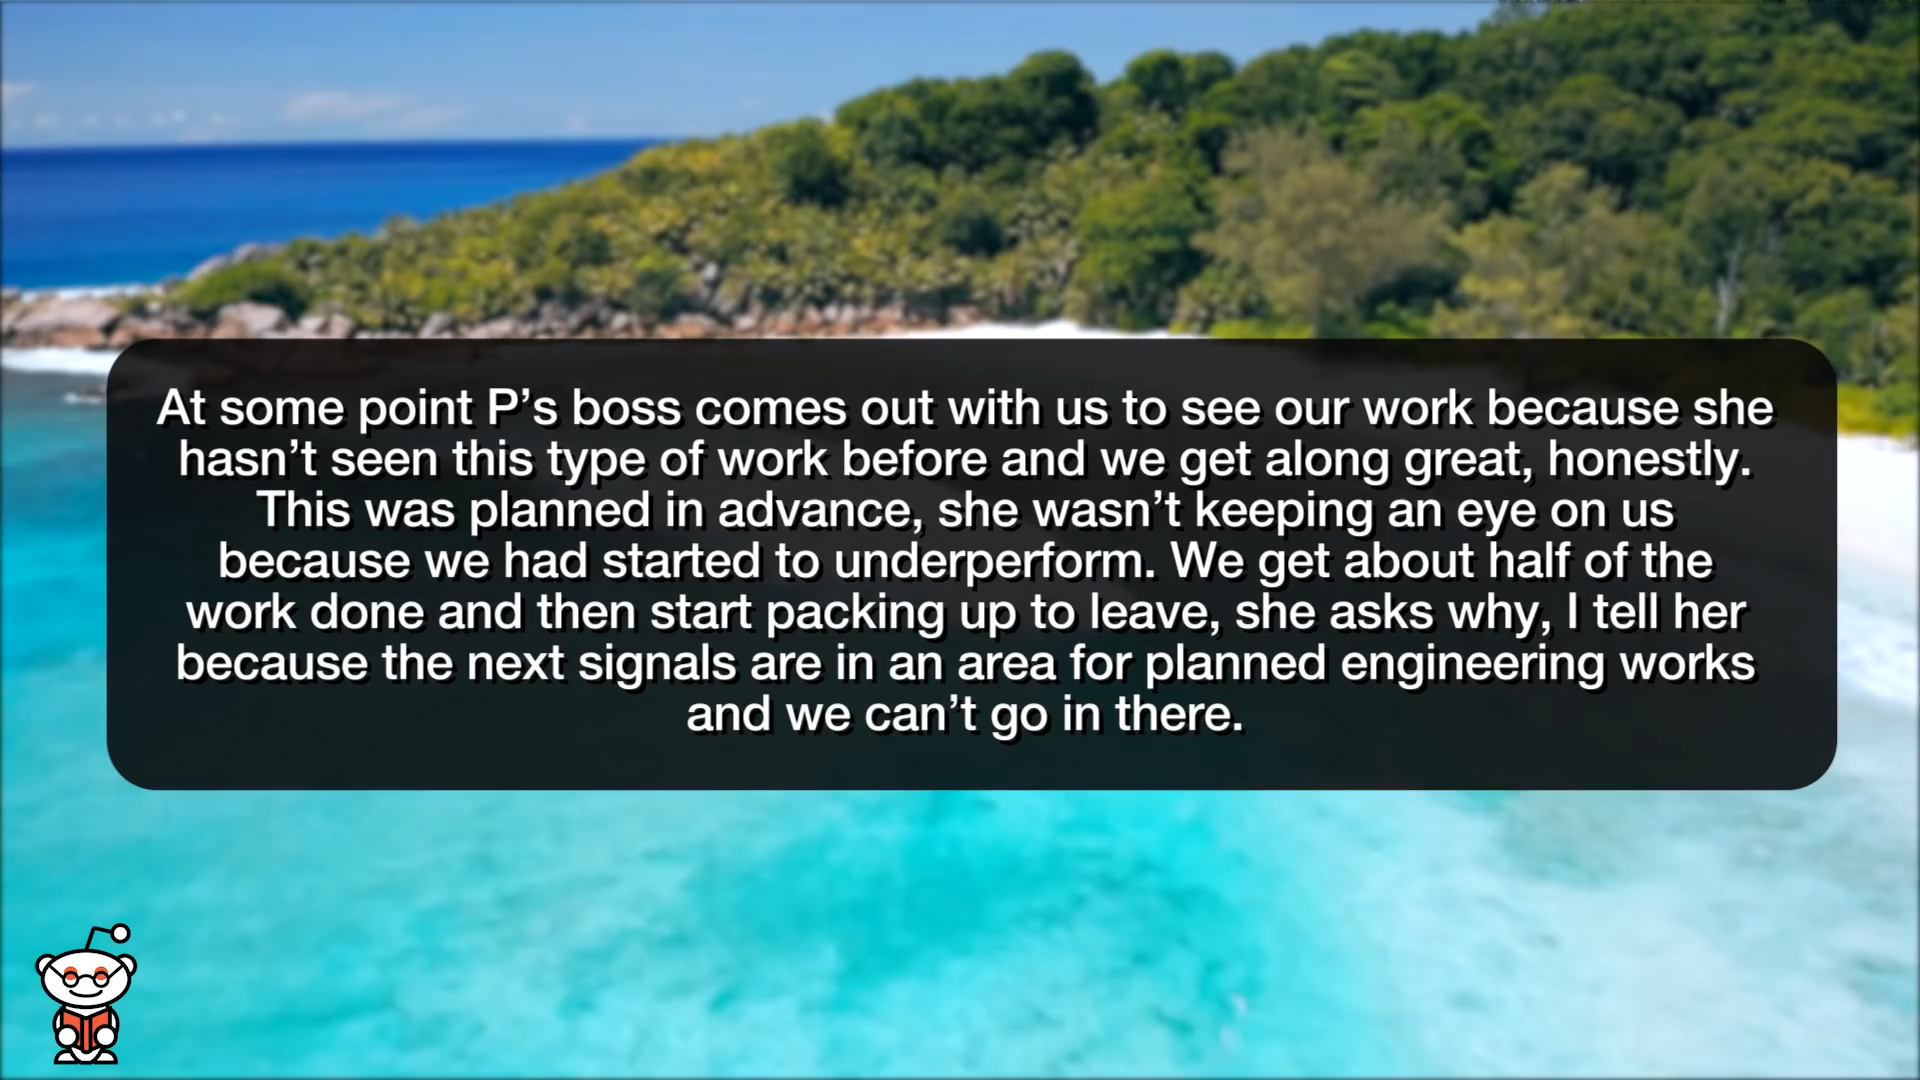 At some point P’s boss comes out with us to see our work because she
hasn’t seen this type of work before and we get along great, honestly.
This was planned in advance, she wasn’t keeping an eye on us
because we had started to underperform. We get about half of the
work done and then start packing up to leave, she asks why, I tell her
because the next signals are in an area for planned engineering works
and we can’t go in there.